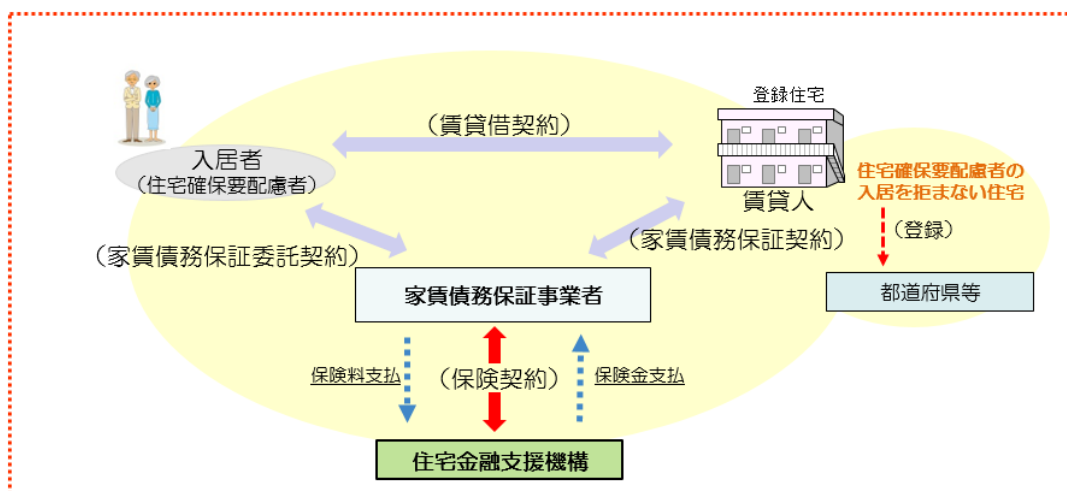 登録住宅
(賃貸借契約)
入居者
(住宅確保要配慮者)
賃貸人
住宅確保要配慮者の
入居を拒まない住宅
(登録)
(家賃債務保証委託契約)
(家賃債務保証契約)
家賃債務保証事業者
都道府県等
保険料支払
(保険契約)
保険金支払
住宅金融支援機構